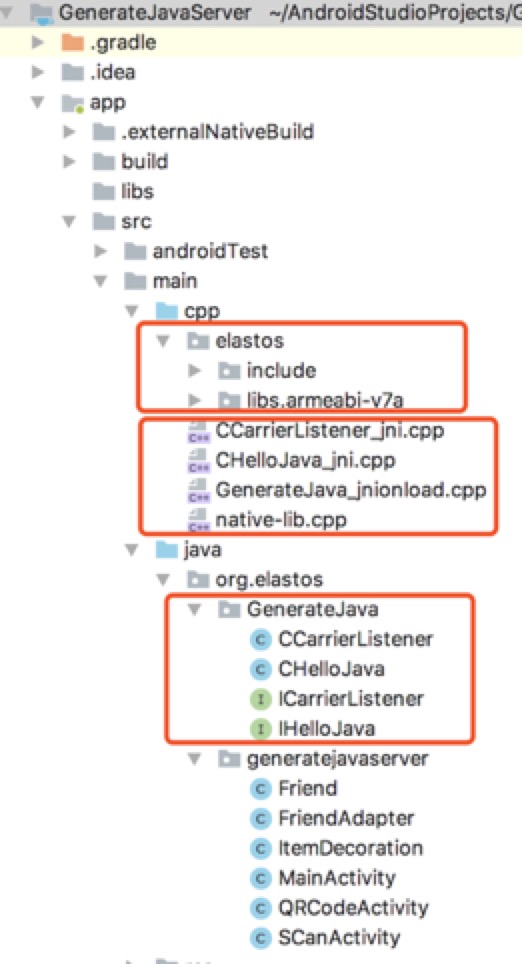 GenerateJavaServer ~/AndroidStudioProjects/G
.gradle
.idea
app
.externalNativeBuild
build
libs
src
androidTest
main
cpp
elastos
include
libs.armeabi-v7a
C++ CCarrierListener_jni.cpp
C++ CHelloJava_jni.cpp
C++ GenerateJava_jnionload.cpp
C++ native-lib.cpp
java
org.elastos
GenerateJava
C CCarrierListener
C CHelloJava
I ICarrierListener
I IHelloJava
generatejavaserver
C Friend
C FriendAdapter
C ItemDecoration
C MainActivity
C QRCodeActivity
C SCanActivity